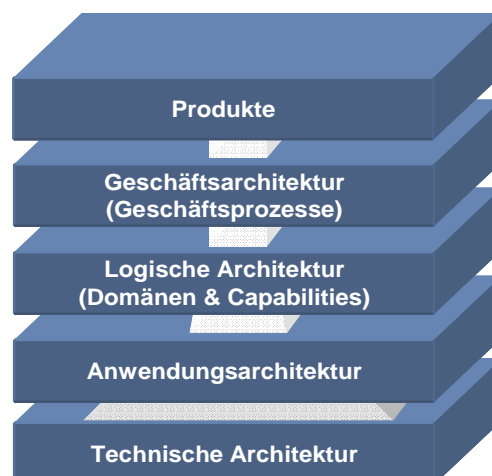 Produkte
Geschäftsarchitektur
(Geschäftsprozesse)
Logische Architektur
(Domänen & Capabilities)
Anwendungsarchitektur
Technische Architektur